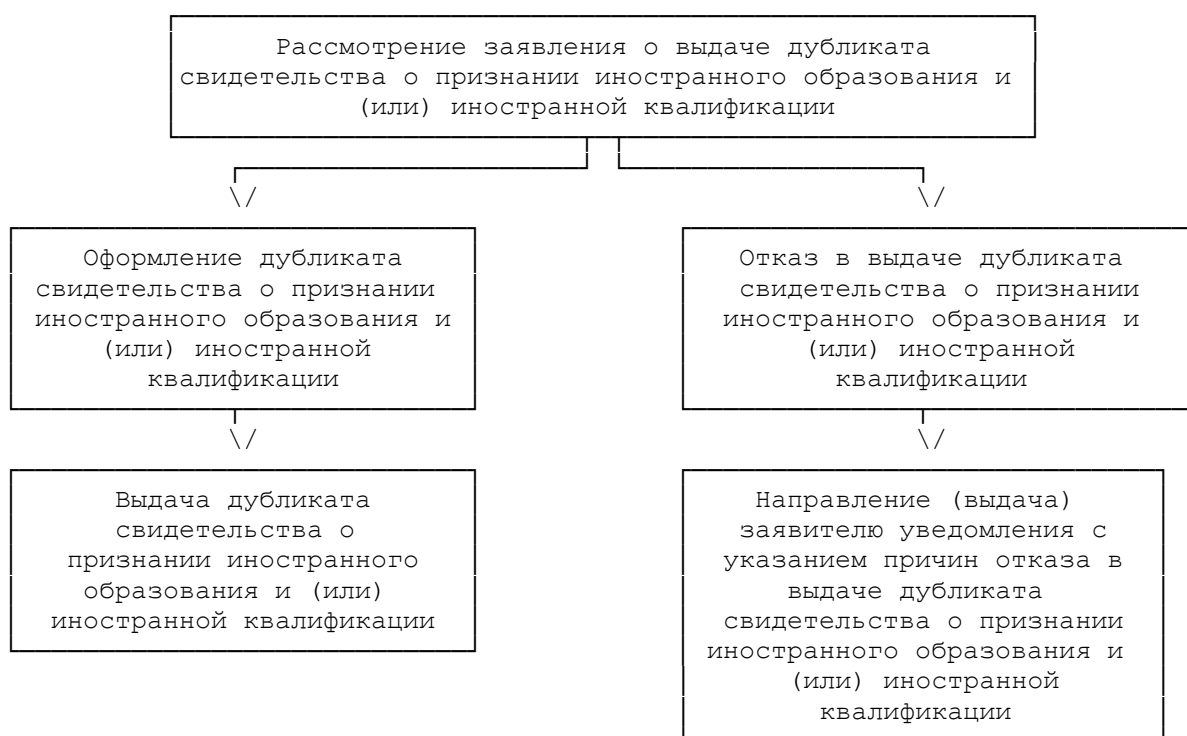 Рассмотрение заявления о выдаче дубликата
свидетельства о признании иностранного образования и
(или) иностранной квалификации
\/
\/
Оформление дубликата
свидетельства о признании
иностранного образования и
(или) иностранной
квалификации
Отказ в выдаче дубликата
свидетельства о признании
иностранного образования и
(или) иностранной
квалификации
\/
\/
Выдача дубликата
свидетельства о
признании иностранного
образования и (или)
иностранной квалификации
Направление (выдача)
заявителю уведомления с
указанием причин отказа в
выдаче дубликата
свидетельства о признании
иностранного образования и
(или) иностранной
квалификации